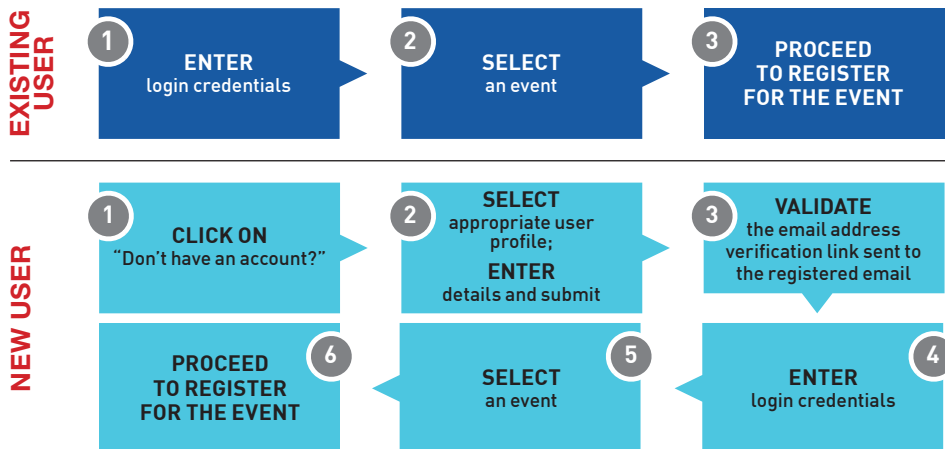 EXISTING
USER
1
ENTER
login credentials
2
SELECT
an event
3
PROCEED
TO REGISTER
FOR THE EVENT
NEW USER
1
CLICK ON
“Don’t have an account?”
2
SELECT
appropriate user
profile;
ENTER
details and submit
3
VALIDATE
the email address
verification link sent to
the registered email
4
ENTER
login credentials
5
SELECT
an event
6
PROCEED
TO REGISTER
FOR THE EVENT